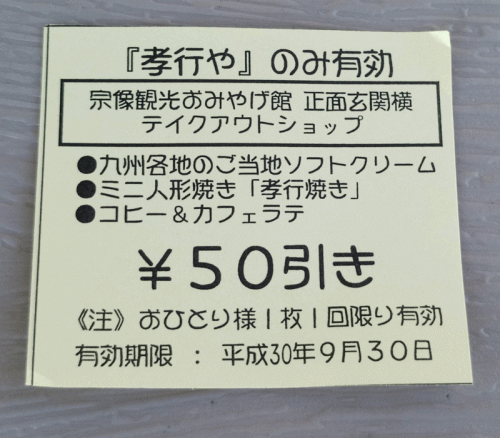 『孝行や』のみ有効
宗像観光おみやげ館 正面玄関横
テイクアウトショップ
●九州各地のご当地ソフトクリーム
●ミニ人形焼き「孝行焼き」
●コヒー＆カフェラテ
￥５０引き
《注》おひとり様１枚１回限り有効
有効期限 ： 平成30年９月３０日